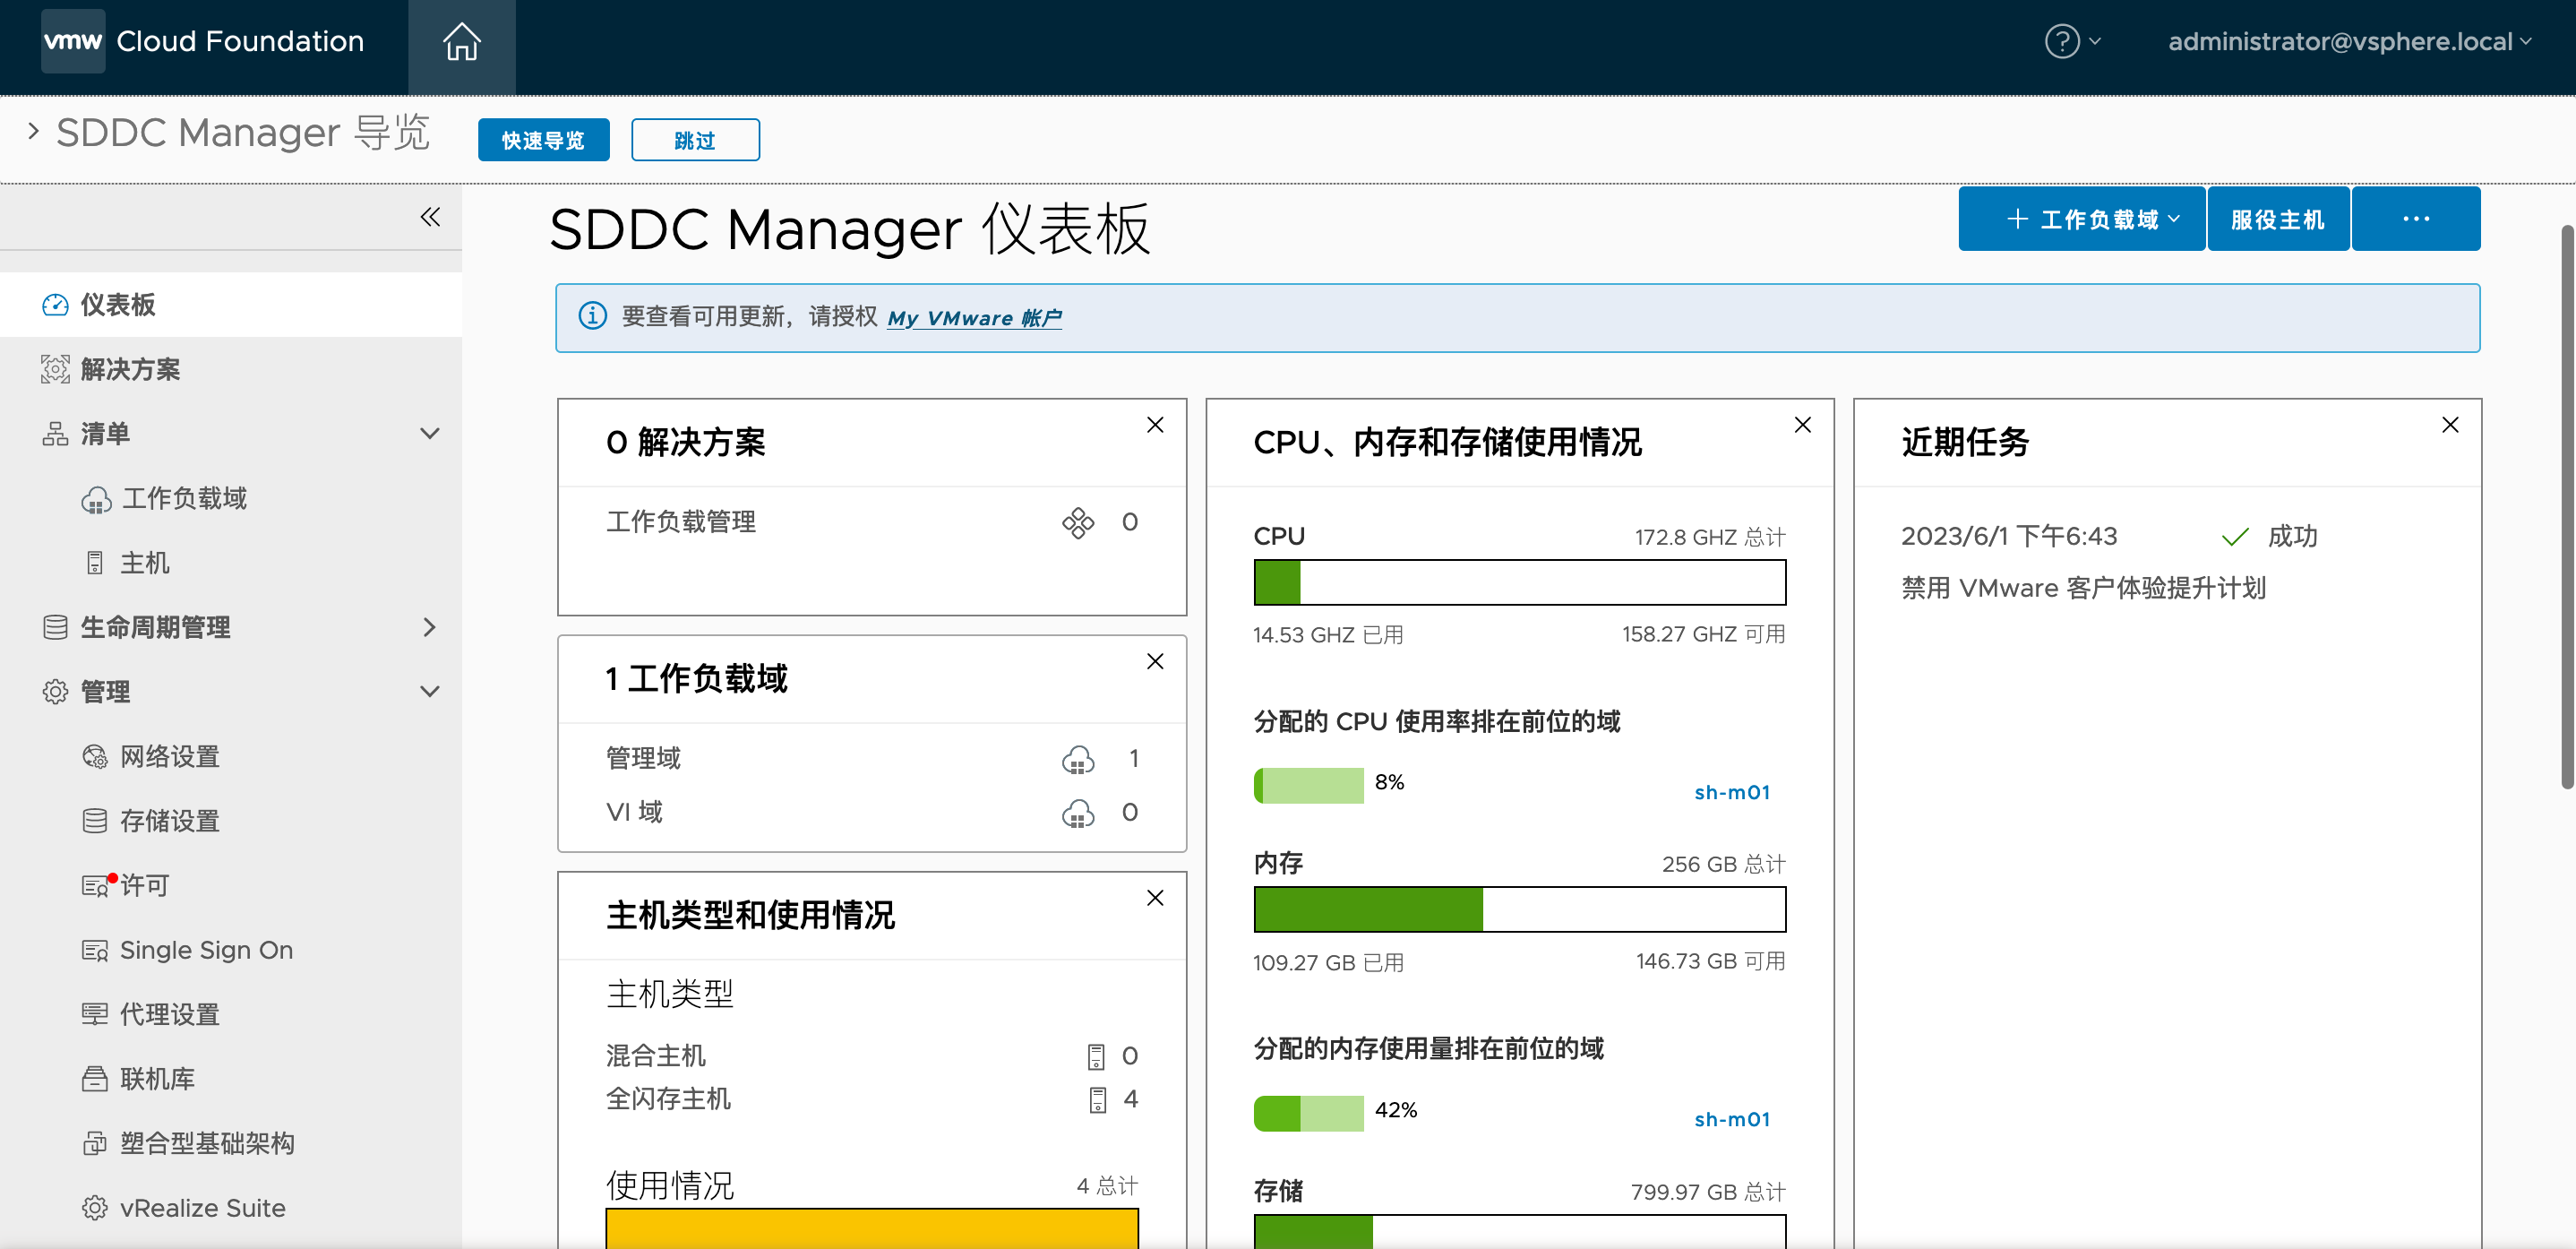 vmw Cloud Foundation
administrator@vsphere.local
SDDC Manager 导览
快速导览
跳过
仪表板
解决方案
清单
工作负载域
主机
生命周期管理
管理
网络设置
存储设置
许可
Single Sign On
代理设置
联机库
塑合型基础架构
vRealize Suite
SDDC Manager 仪表板
+ 工作负载域
服役主机
...
要查看可用更新，请授权 My VMware 帐户
0 解决方案
工作负载管理 0
1 工作负载域
管理域 1
VI 域 0
主机类型和使用情况
主机类型
混合主机 0
全闪存主机 4
使用情况 4 总计
CPU、内存和存储使用情况
CPU 172.8 GHZ 总计
14.53 GHZ 已用 158.27 GHZ 可用
分配的 CPU 使用率排在前位的域
8% sh-m01
内存 256 GB 总计
109.27 GB 已用 146.73 GB 可用
分配的内存使用量排在前位的域
42% sh-m01
存储 799.97 GB 总计
近期任务
2023/6/1 下午6:43 成功
禁用 VMware 客户体验提升计划